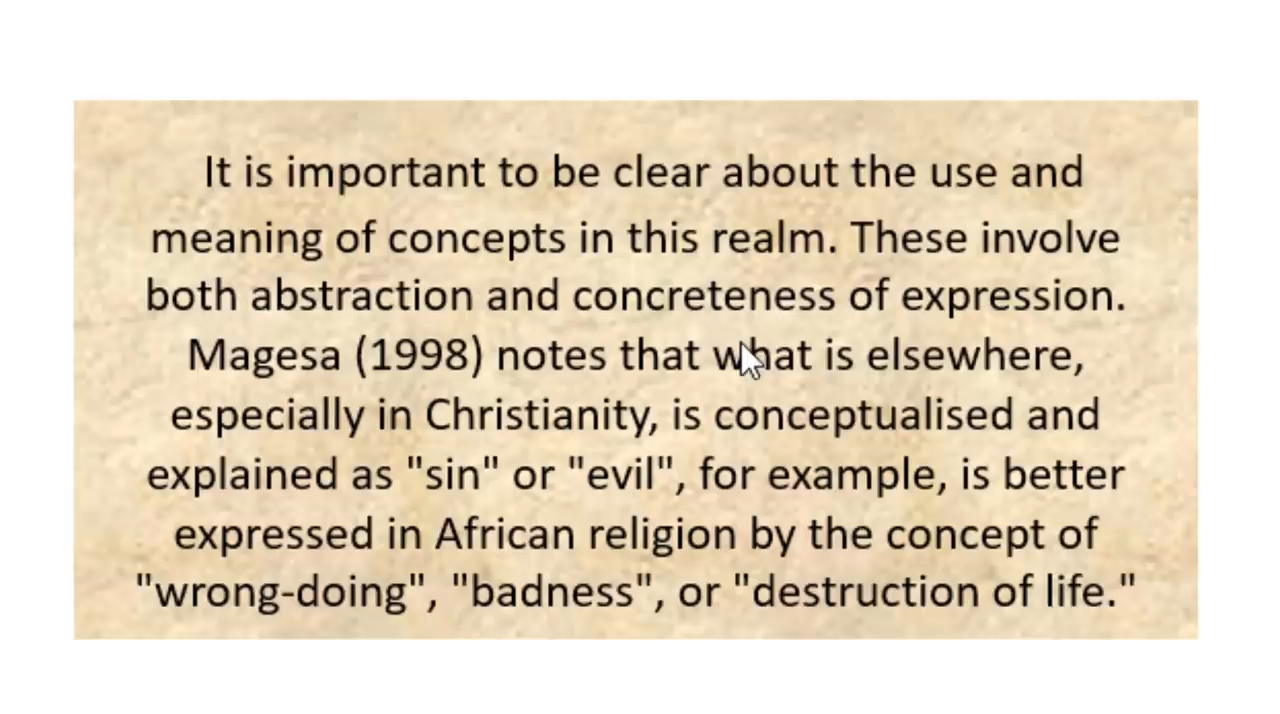 It is important to be clear about the use and
meaning of concepts in this realm. These involve
both abstraction and concreteness of expression.
Magesa (1998) notes that what is elsewhere,
especially in Christianity, is conceptualised and
explained as "sin" or "evil", for example, is better
expressed in African religion by the concept of
"wrong-doing", "badness", or "destruction of life."